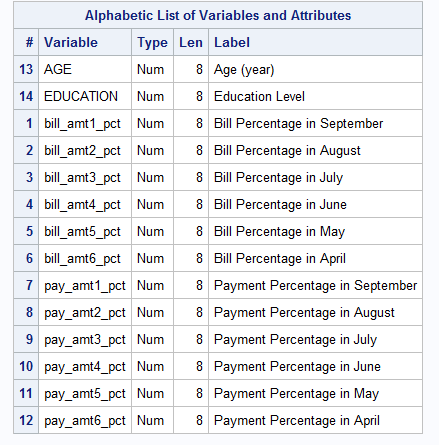 Alphabetic List of Variables and Attributes
# Variable Type Len Label
13 AGE Num 8 Age (year)
14 EDUCATION Num 8 Education Level
1 bill_amt1_pct Num 8 Bill Percentage in September
2 bill_amt2_pct Num 8 Bill Percentage in August
3 bill_amt3_pct Num 8 Bill Percentage in July
4 bill_amt4_pct Num 8 Bill Percentage in June
5 bill_amt5_pct Num 8 Bill Percentage in May
6 bill_amt6_pct Num 8 Bill Percentage in April
7 pay_amt1_pct Num 8 Payment Percentage in September
8 pay_amt2_pct Num 8 Payment Percentage in August
9 pay_amt3_pct Num 8 Payment Percentage in July
10 pay_amt4_pct Num 8 Payment Percentage in June
11 pay_amt5_pct Num 8 Payment Percentage in May
12 pay_amt6_pct Num 8 Payment Percentage in April